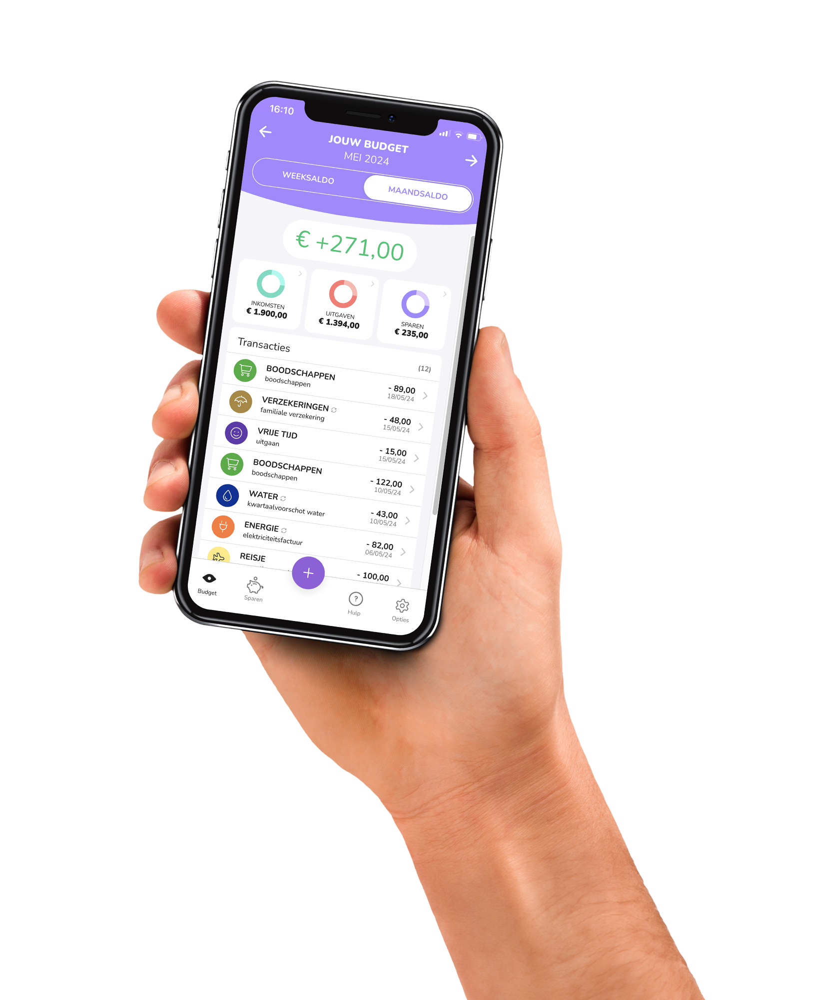 16:10
JOUW BUDGET
MEI 2024
WEEKSALDO
MAANDSALDO
€ +271,00
INKOMSTEN
€ 1.900,00
UITGAVEN
€ 1.394,00
SPAREN
€ 235,00
Transacties
(12)
BOODSCHAPPEN
boodschappen
- 89,00
18/05/24
VERZEKERINGEN
familiale verzekering
- 48,00
15/05/24
VRIJE TIJD
uitgaan
- 15,00
15/05/24
BOODSCHAPPEN
boodschappen
- 122,00
10/05/24
WATER
kwartaalvoorschot water
- 43,00
10/05/24
ENERGIE
elektriciteitsfactuur
- 82,00
06/05/24
REISJE
- 100,00
+
Budget
Sparen
?
Hulp
Opties